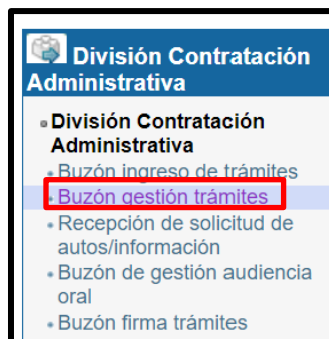 División Contratación
Administrativa
División Contratación
Administrativa
Buzón ingreso de trámites
Buzón gestión trámites
Recepción de solicitud de
autos/información
Buzón de gestión audiencia
oral
Buzón firma trámites